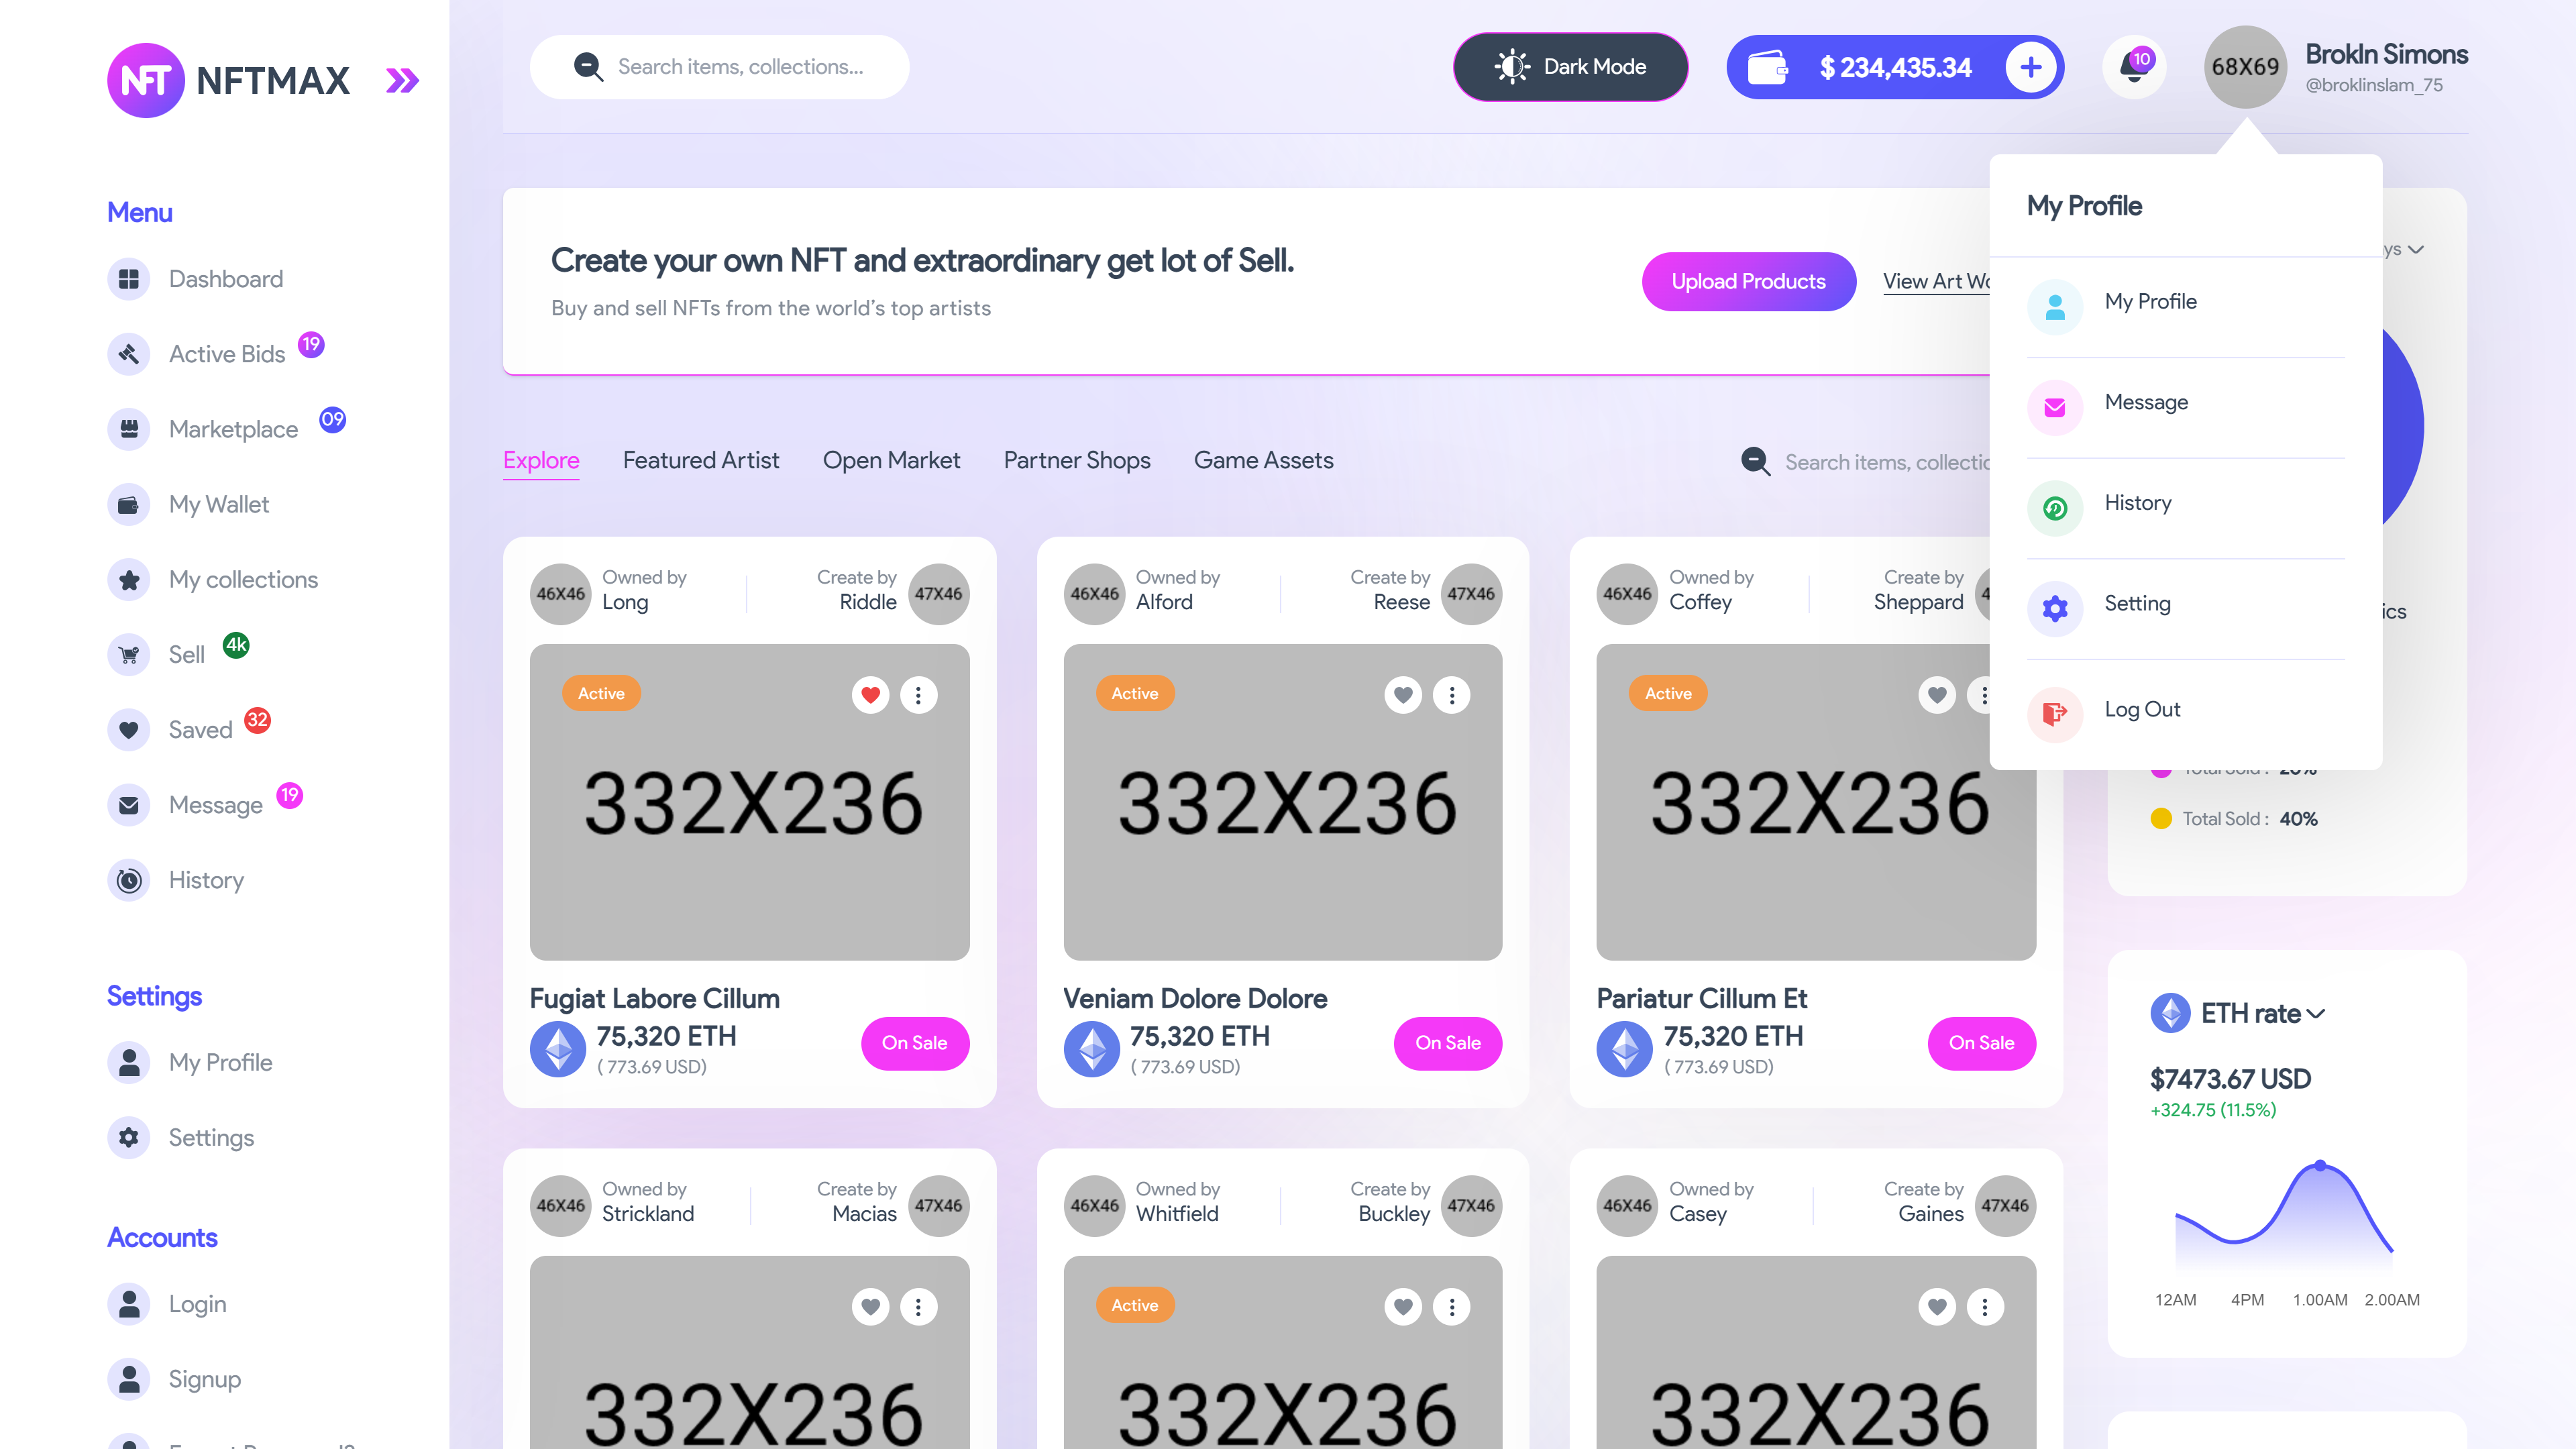 NFT NFTMAX
Menu
Dashboard
Active Bids 19
Marketplace 09
My Wallet
My collections
Sell 4k
Saved 32
Message 19
History
Settings
My Profile
Settings
Accounts
Login
Signup
Search items, collections...
Dark Mode
$ 234,435.34
10
68X69
Brokln Simons
@broklinslam_75
Create your own NFT and extraordinary get lot of Sell.
Buy and sell NFTs from the world's top artists
Upload Products
View Art
My Profile
My Profile
Message
History
Setting
Log Out
Explore
Featured Artist
Open Market
Partner Shops
Game Assets
Search items,
46X46
Owned by
Long
Create by
Riddle
47X46
Active
332X236
Fugiat Labore Cillum
75,320 ETH
( 773.69 USD)
On Sale
46X46
Owned by
Alford
Create by
Reese
47X46
Active
332X236
Veniam Dolore Dolore
75,320 ETH
( 773.69 USD)
On Sale
46X46
Owned by
Coffey
Create by
Sheppard
Active
332X236
Pariatur Cillum Et
75,320 ETH
( 773.69 USD)
On Sale
46X46
Owned by
Strickland
Create by
Macias
47X46
332X236
46X46
Owned by
Whitfield
Create by
Buckley
47X46
Active
332X236
46X46
Owned by
Casey
Create by
Gaines
47X46
332X236
Total Sold : 20%
Total Sold : 40%
ETH rate
$7473.67 USD
+324.75 (11.5%)
12AM 4PM 1.00AM 2.00AM